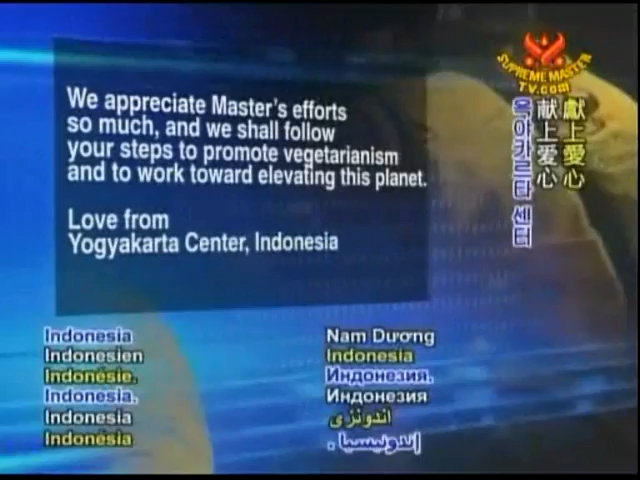 We appreciate Master's efforts
so much, and we shall follow
your steps to promote vegetarianism
and to work toward elevating this planet.
Love from
Yogyakarta Center, Indonesia
SUPREME MASTER
TV.com
獻上愛心
献上爱心
욕야카르타 센터
Indonesia
Indonesien
Indonésie.
Indonesia.
Indonesia
Indonésia
Nam Dương
Indonesia
Индонезия.
Индонезия
اندونزی
إندونيسيا .